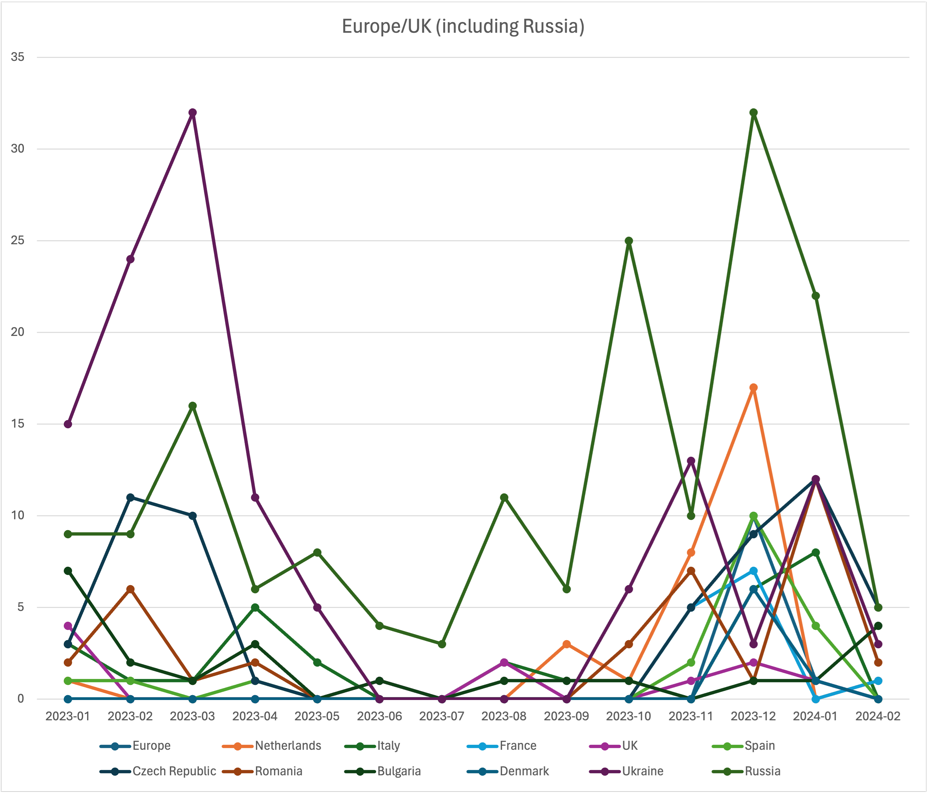 Europe/UK (including Russia)
35
30
25
20
15
10
5
0
2023-01 2023-02 2023-03 2023-04 2023-05 2023-06 2023-07 2023-08 2023-09 2023-10 2023-11 2023-12 2024-01 2024-02
Europe Netherlands Italy France UK Spain
Czech Republic Romania Bulgaria Denmark Ukraine Russia